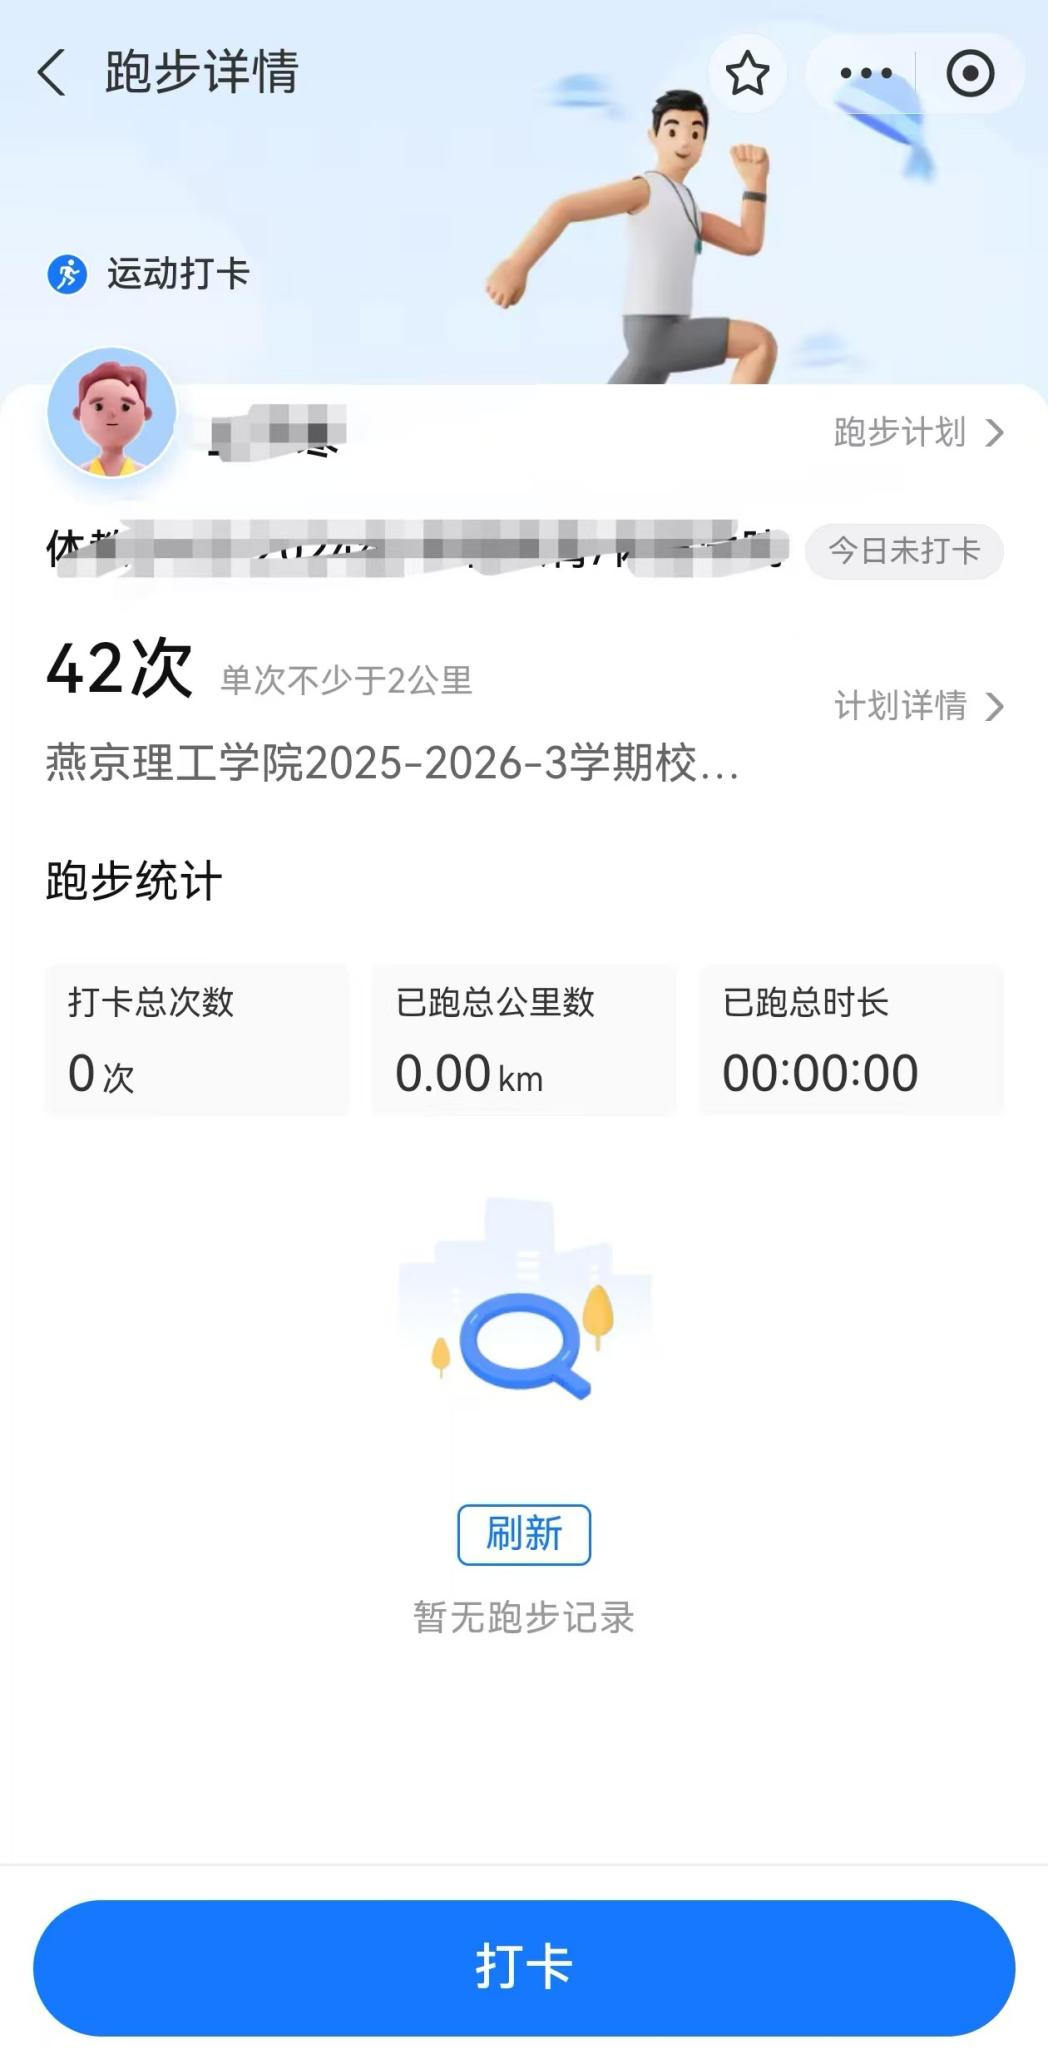 跑步详情
运动打卡
跑步计划
今日未打卡
42次 单次不少于2公里
计划详情
燕京理工学院2025-2026-3学期校...
跑步统计
打卡总次数 已跑总公里数 已跑总时长
0次 0.00km 00:00:00
刷新
暂无跑步记录
打卡